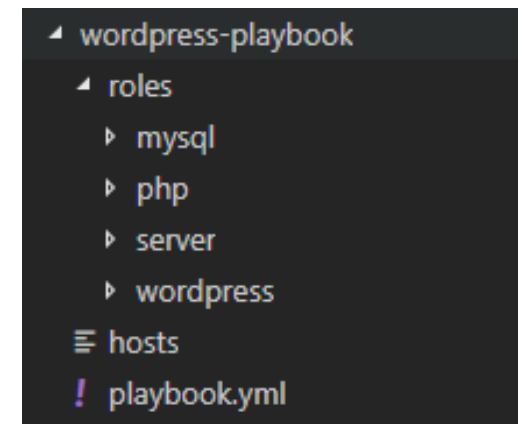 wordpress-playbook
roles
mysql
php
server
wordpress
hosts
! playbook.yml